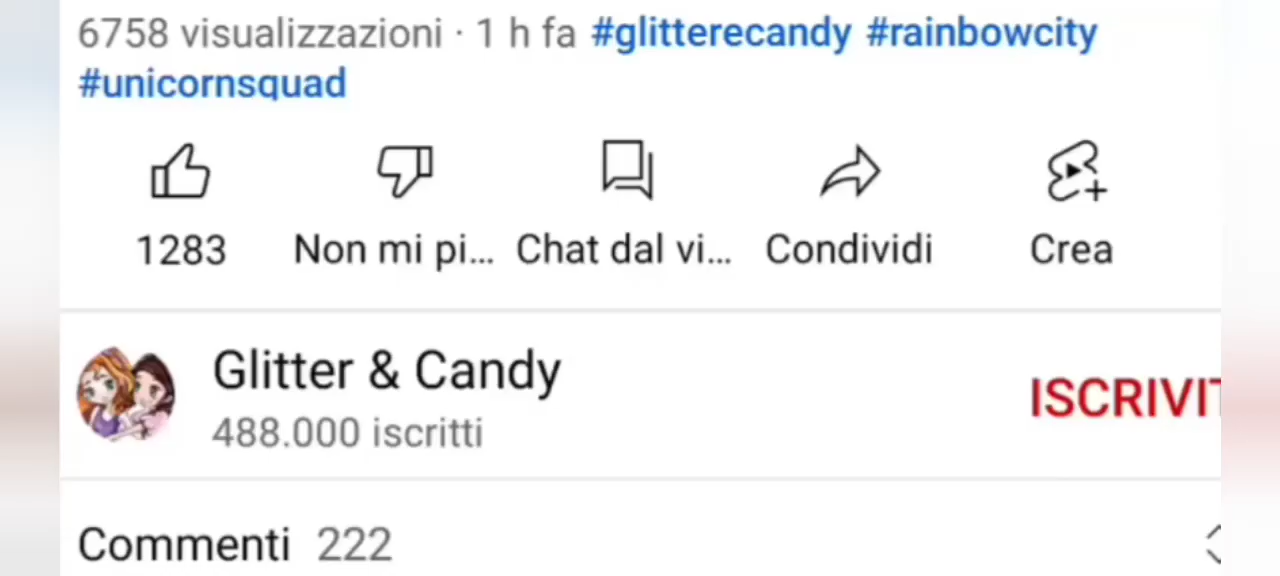 6758 visualizzazioni · 1 h fa #glitterecandy #rainbowcity
#unicornsquad
1283 Non mi pi... Chat dal vi... Condividi Crea
Glitter & Candy
488.000 iscritti
ISCRIVIT
Commenti 222